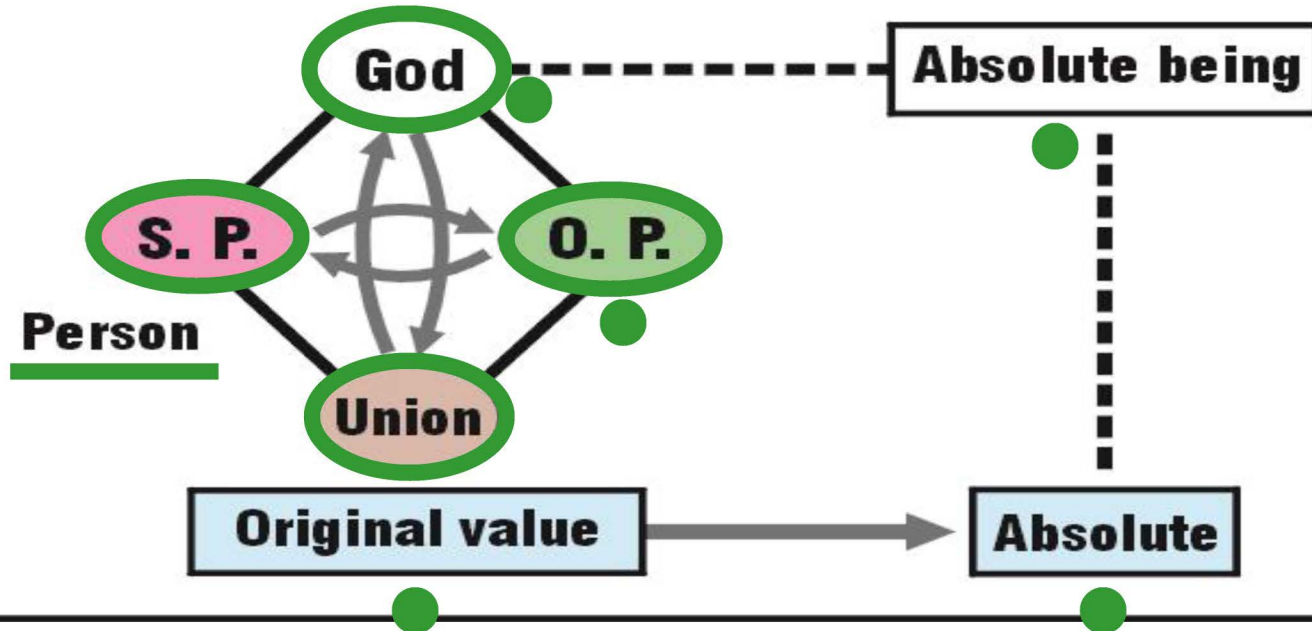 God
Absolute being
S. P.
O. P.
Person
Union
Original value
Absolute